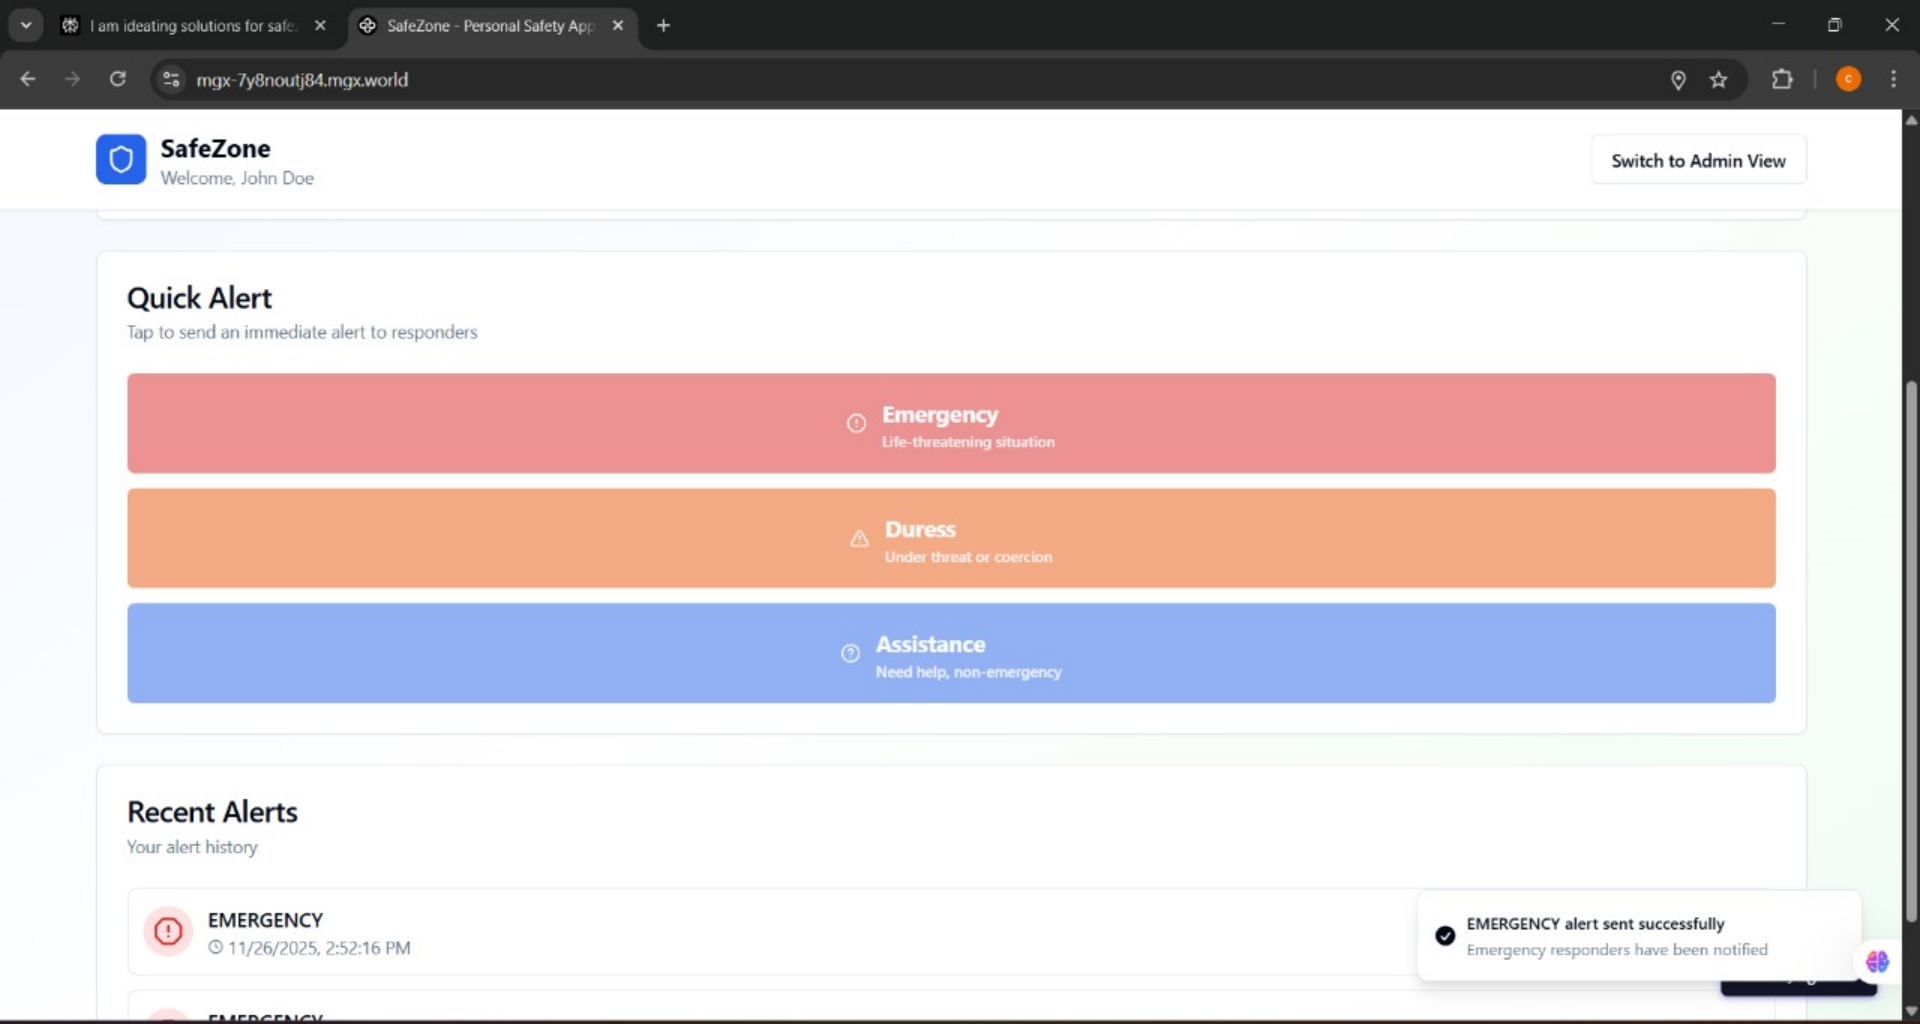 I am ideating solutions for safe
SafeZone - Personal Safety App
mgx-7y8noutj84.mgx.world
C
SafeZone
Welcome, John Doe
Switch to Admin View
Quick Alert
Tap to send an immediate alert to responders
Emergency
Life-threatening situation
Duress
Under threat or coercion
Assistance
Need help, non-emergency
Recent Alerts
Your alert history
EMERGENCY
11/26/2025, 2:52:16 PM
EMERGENCY alert sent successfully
Emergency responders have been notified
EMERGENCY